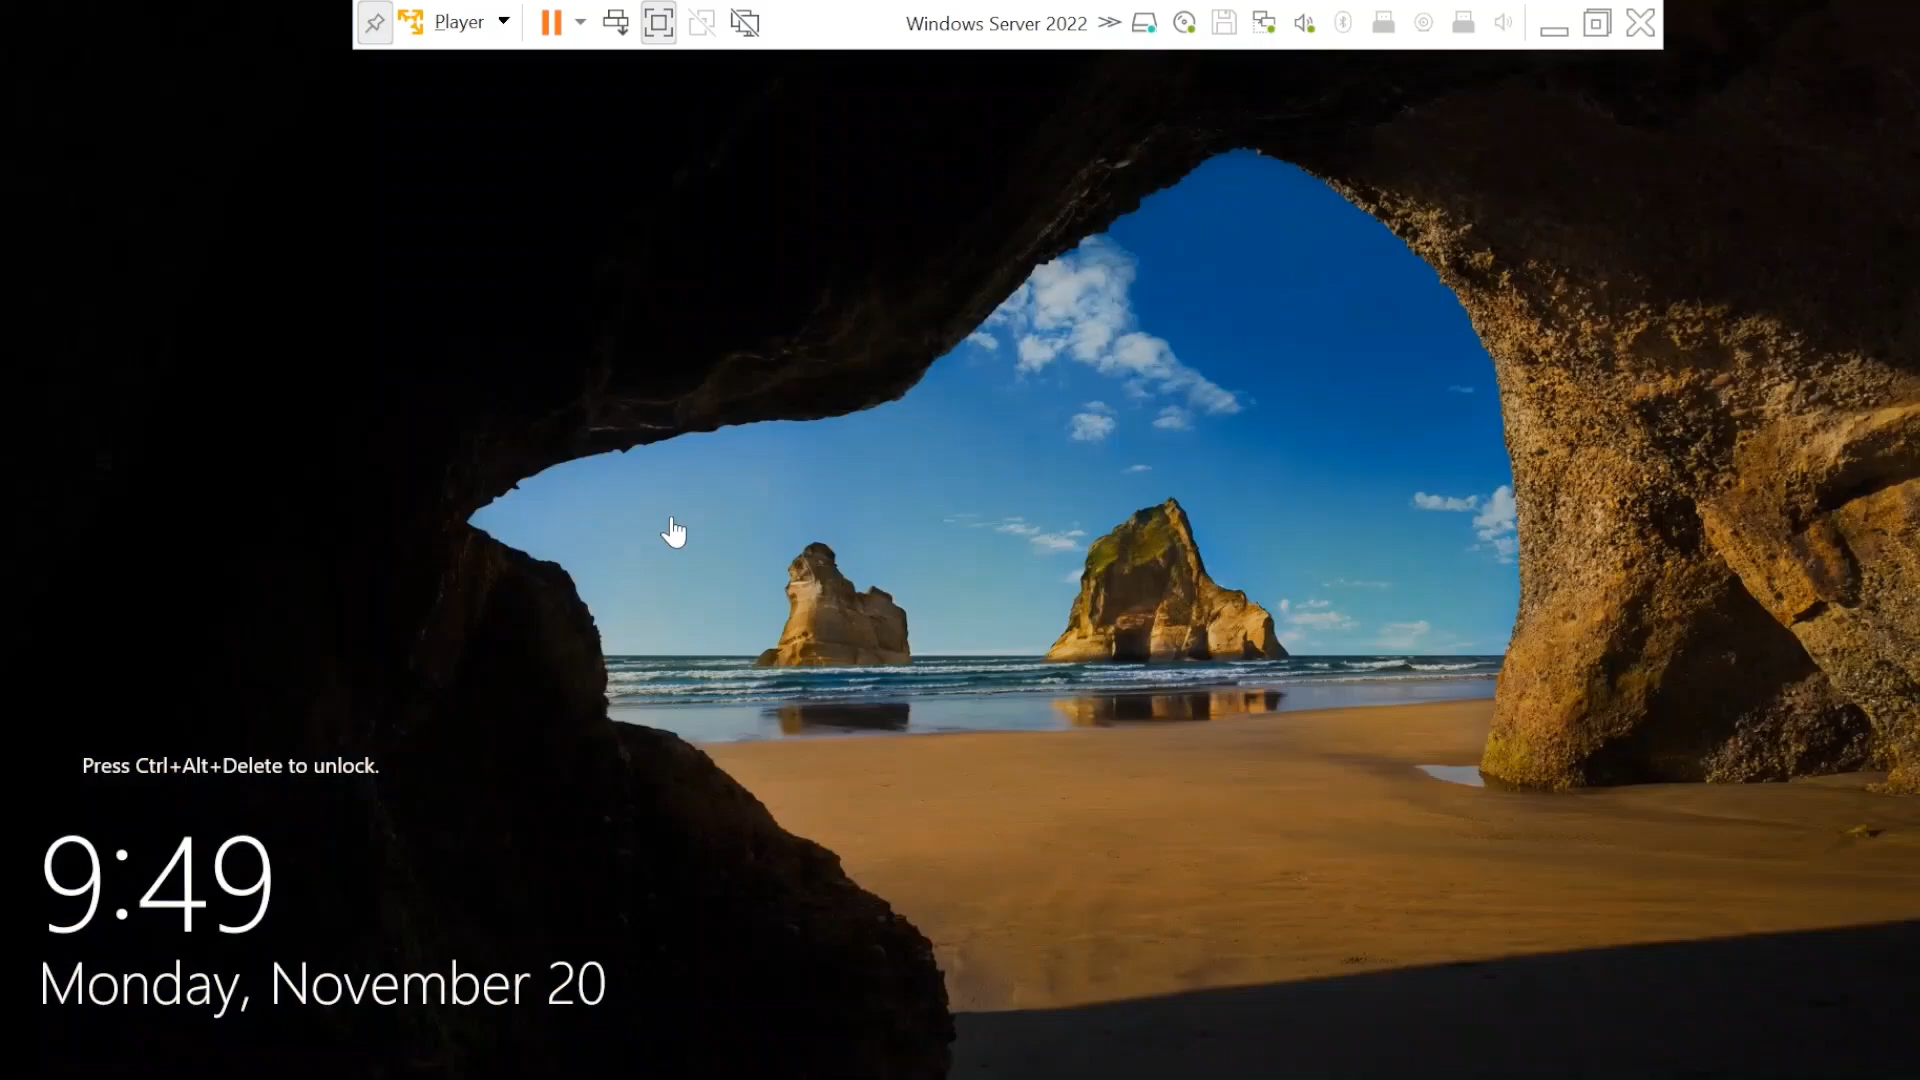 Player
Windows Server 2022
Press Ctrl+Alt+Delete to unlock.
9:49
Monday, November 20